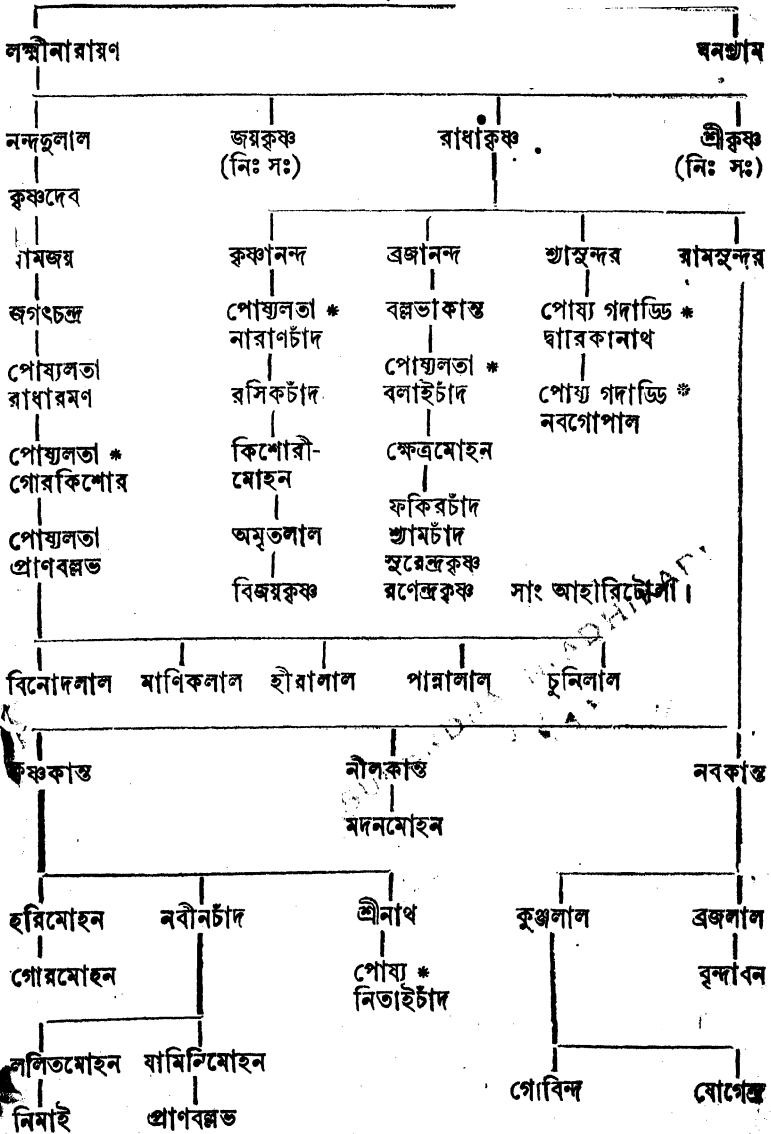 লক্ষ্মীনারায়ণ ঘনশ্যাম
নন্দদুলাল জয়কৃষ্ণ রাধাকৃষ্ণ শ্রীকৃষ্ণ
(নিঃ সঃ) (নিঃ সঃ)
কৃষ্ণদেব
রামজয় কৃষ্ণানন্দ ব্রজানন্দ শ্যাসুন্দর রামসুন্দর
জগৎচন্দ্র পোষ্যলতা * বল্লভাকান্ত পোষ্য গদাড্ডি *
নারাণচাঁদ দ্বারিকানাথ
পোষ্যলতা পোষ্যলতা *
রাধারমণ রসিকচাঁদ বলাইচাঁদ পোষ্য গদাড্ডি *
নবগোপাল
পোষ্যলতা * কিশোরী- ক্ষেত্রমোহন
গোরকিশোর মোহন
ফকিরচাঁদ
পোষ্যলতা অমৃতলাল শ্যামচাঁদ
প্রাণবল্লভ সুরেন্দ্রকৃষ্ণ
বিজয়কৃষ্ণ রণেন্দ্রকৃষ্ণ সাং আহারিটোলা।
বিনোদলাল মাণিকলাল হীরালাল পান্নালাল্ চুনিলাল
কৃষ্ণকান্ত নীলকান্ত নবকান্ত
মদনমোহন
হরিমোহন নবীনচাঁদ শ্রীনাথ কুঞ্জলাল ব্রজলাল
গোরমোহন পোষ্য * বৃন্দাবন
নিতাইচাঁদ
ললিতমোহন যামিনিমোহন গোবিন্দ যোগেন্দ্র
নিমাই প্রাণবল্লভ